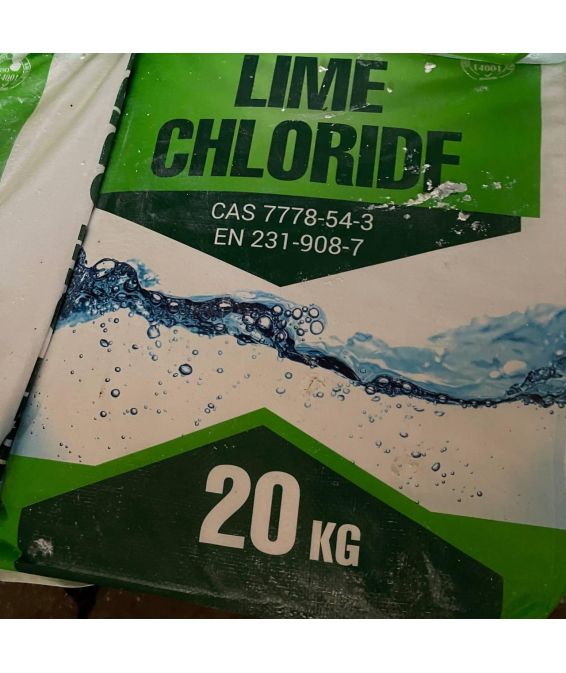 LIME
CHLORIDE
CAS 7778-54-3
EN 231-908-7
20 KG